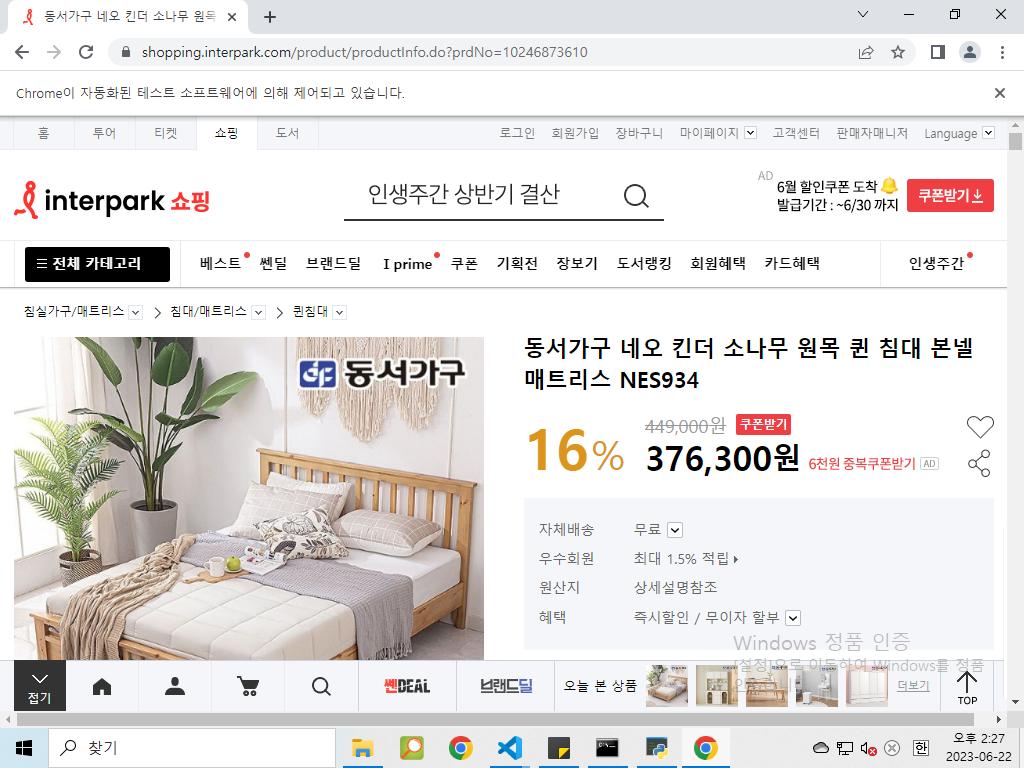 동서가구 네오 킨더 소나무 원목
shopping.interpark.com/product/productInfo.do?prdNo=10246873610
Chrome이 자동화된 테스트 소프트웨어에 의해 제어되고 있습니다.
홈 투어 티켓 쇼핑 도서 로그인 회원가입 장바구니 마이페이지 고객센터 판매자매니저 Language
interpark 쇼핑
인생주간 상반기 결산
AD
6월 할인쿠폰 도착
발급기간 : ~6/30 까지
쿠폰받기
전체 카테고리 베스트 쎈딜 브랜드딜 I prime 쿠폰 기획전 장보기 도서랭킹 회원혜택 카드혜택 인생주간
침실가구/매트리스 침대/매트리스 퀸침대
동서가구
동서가구 네오 킨더 소나무 원목 퀸 침대 본넬
매트리스 NES934
16% 449,000원 쿠폰받기
376,300원 6천원 중복쿠폰받기 AD
자체배송 무료
우수회원 최대 1.5% 적립
원산지 상세설명참조
혜택 즉시할인 / 무이자 할부
Windows 정품 인증
[설정]으로 이동하여 Windows를 정품
접기 쎈DEAL 브랜드딜 오늘 본 상품 더보기 TOP
찾기
한
오후 2:27
2023-06-22